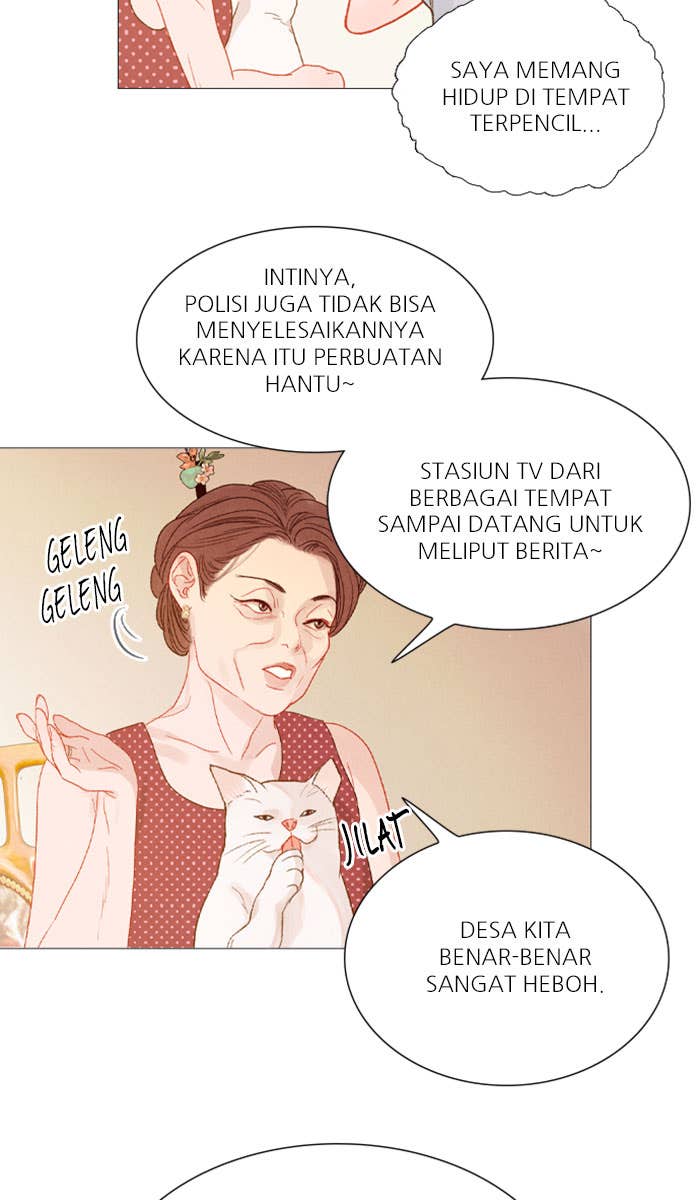 SAYA MEMANG
HIDUP DI TEMPAT
TERPENCIL...
INTINYA,
POLISI JUGA TIDAK BISA
MENYELESAIKANNYA
KARENA ITU PERBUATAN
HANTU~
STASIUN TV DARI
BERBAGAI TEMPAT
SAMPAI DATANG UNTUK
MELIPUT BERITA~
GELENG
GELENG
JILAT
DESA KITA
BENAR-BENAR
SANGAT HEBOH.